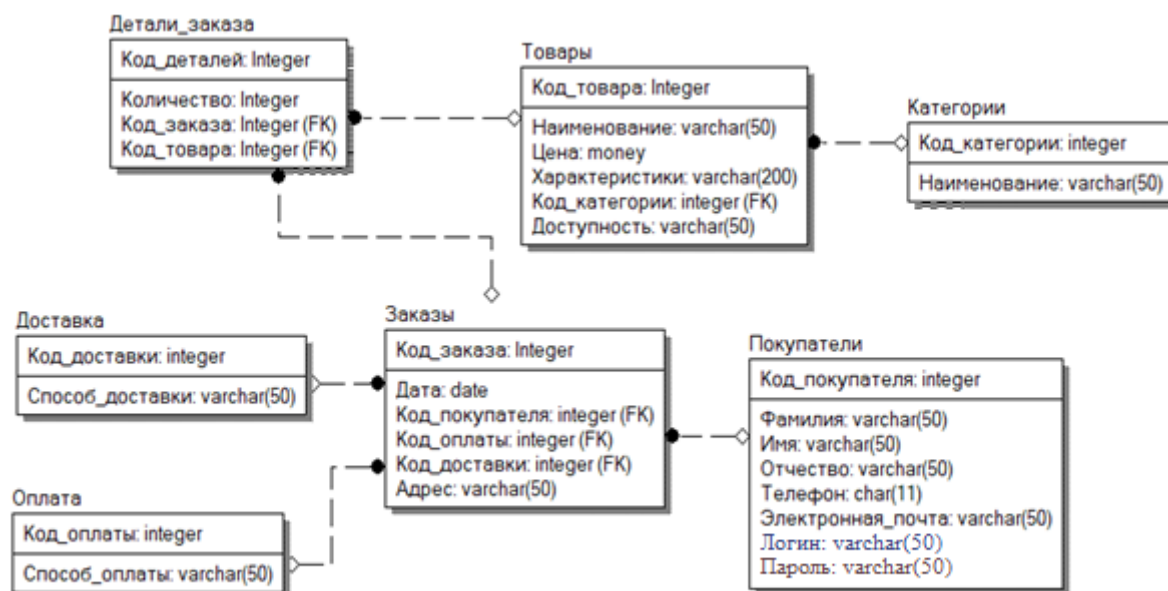 Детали_заказа
Код_деталей: Integer
Количество: Integer
Код_заказа: Integer (FK)
Код_товара: Integer (FK)
Товары
Код_товара: Integer
Наименование: varchar(50)
Цена: money
Характеристики: varchar(200)
Код_категории: integer (FK)
Доступность: varchar(50)
Категории
Код_категории: integer
Наименование: varchar(50)
Доставка
Код_доставки: integer
Способ_доставки: varchar(50)
Заказы
Код_заказа: Integer
Дата: date
Код_покупателя: integer (FK)
Код_оплаты: integer (FK)
Код_доставки: integer (FK)
Адрес: varchar(50)
Покупатели
Код_покупателя: integer
Фамилия: varchar(50)
Имя: varchar(50)
Отчество: varchar(50)
Телефон: char(11)
Электронная_почта: varchar(50)
Логин: varchar(50)
Пароль: varchar(50)
Оплата
Код_оплаты: integer
Способ_оплаты: varchar(50)